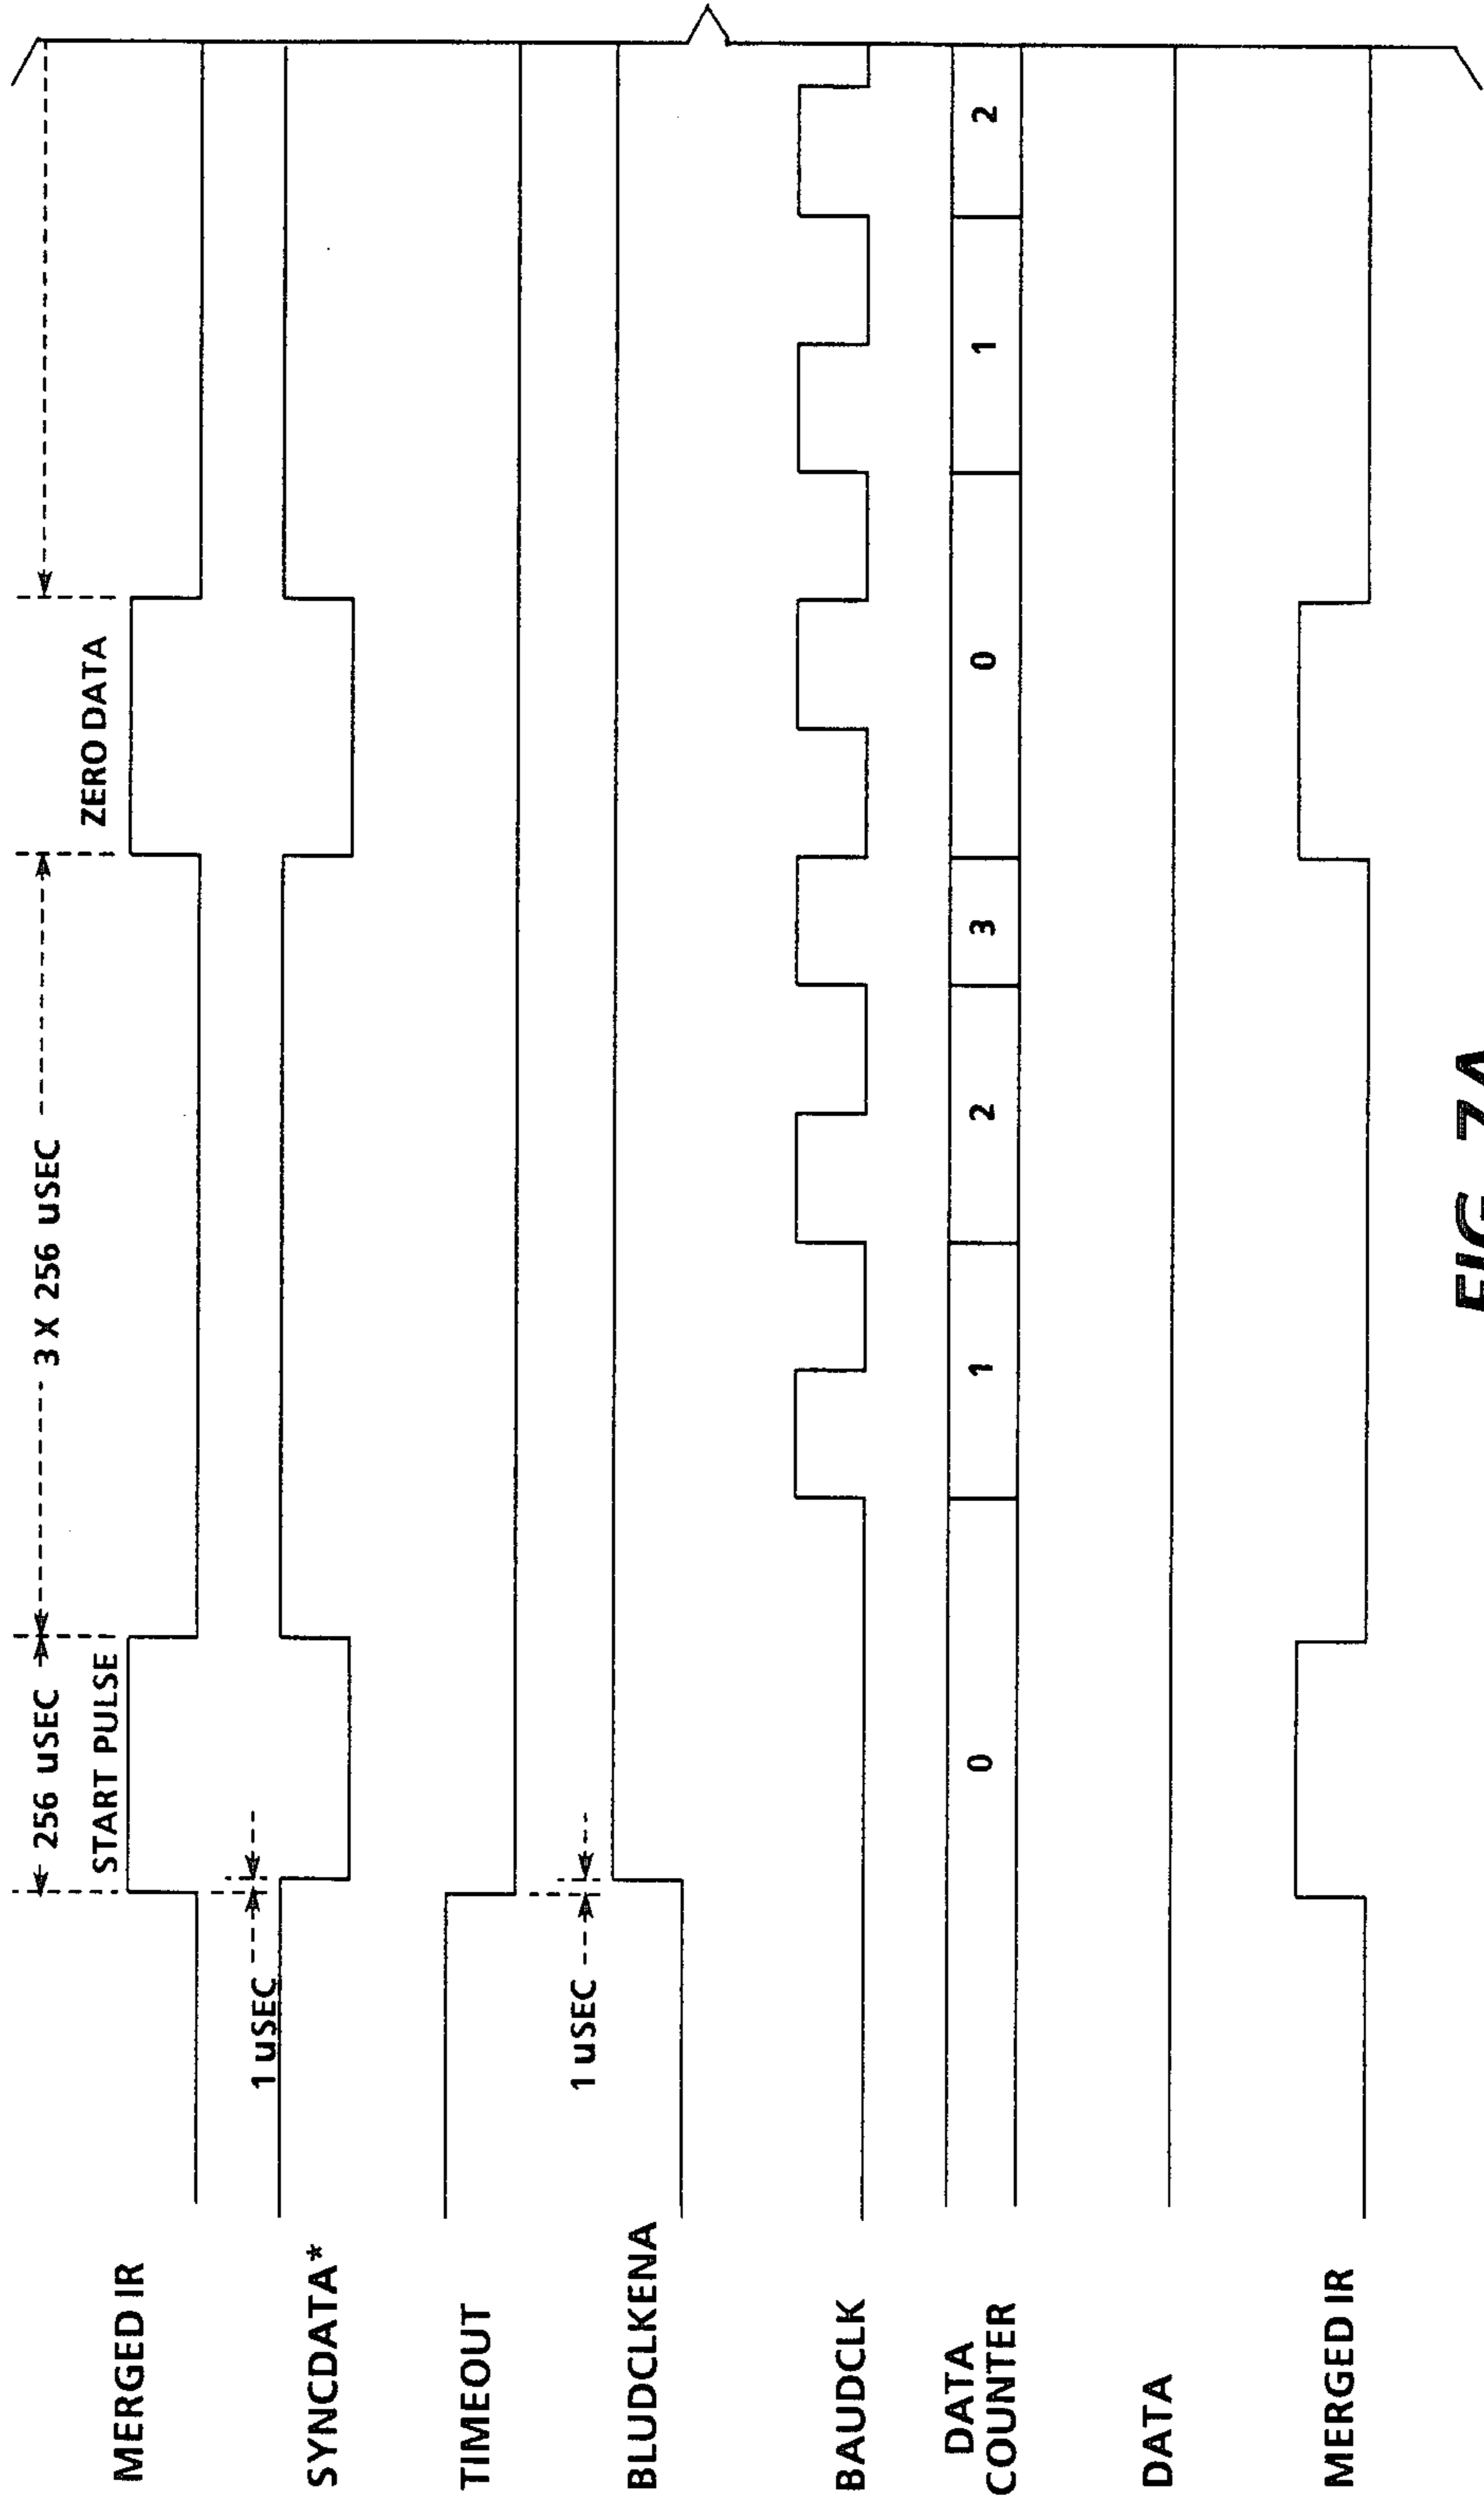 256 uSEC
3 X 256 uSEC
START PULSE
ZERO DATA
MERGED IR
1 uSEC
SYNCDATA*
TIMEOUT
1 uSEC
BLUDCLKENA
BAUDCLK
DATA
COUNTER
0 1 2 3 0 1 2
DATA
MERGED IR
FIG. 7A